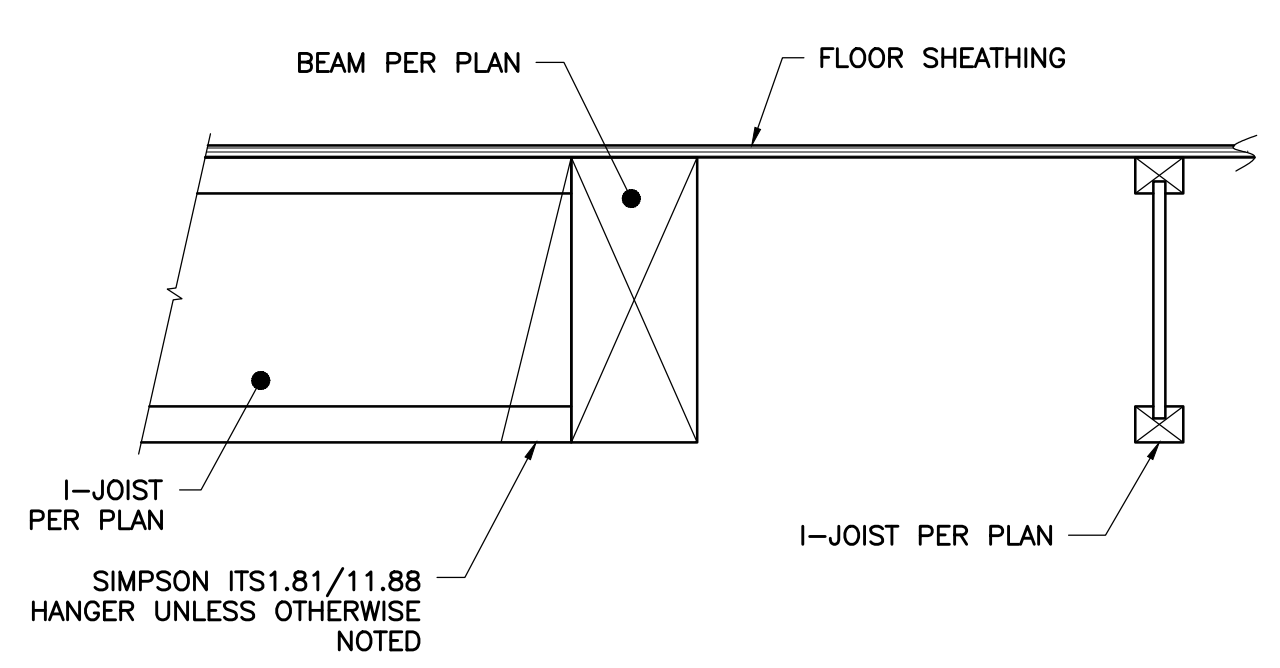 BEAM PER PLAN
FLOOR SHEATHING
I-JOIST
PER PLAN
I-JOIST PER PLAN
SIMPSON ITS1.81/11.88
HANGER UNLESS OTHERWISE
NOTED